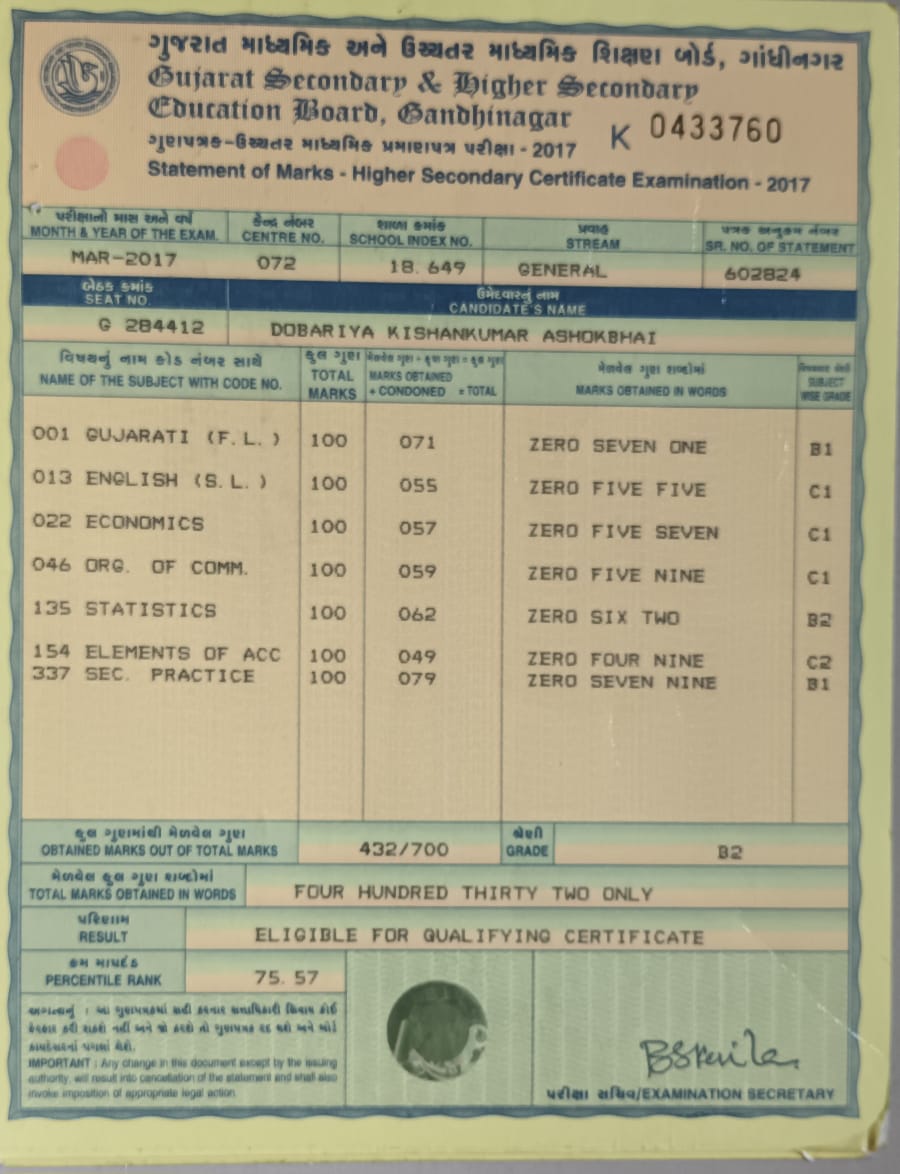 ગુજરાત માધ્યમિક અને ઉચ્ચતર માધ્યમિક શિક્ષણ બોર્ડ, ગાંધીનગર
Gujarat Secondary & Higher Secondary
Education Board, Gandhinagar
K 0433760
ગુણપત્રક-ઉચ્ચતર માધ્યમિક પ્રમાણપત્ર પરીક્ષા - 2017
Statement of Marks - Higher Secondary Certificate Examination - 2017
પરીક્ષાનો માસ અને વર્ષ કેન્દ્ર નંબર શાળા ક્રમાંક પ્રવાહ પત્રક અનુક્રમ નંબર
MONTH & YEAR OF THE EXAM. CENTRE NO. SCHOOL INDEX NO. STREAM SR. NO. OF STATEMENT
MAR-2017 072 18. 649 GENERAL 602824
બેઠક ક્રમાંક ઉમેદવારનું નામ
SEAT NO. CANDIDATE'S NAME
G 284412 DOBARIYA KISHANKUMAR ASHOKBHAI
વિષયનું નામ કોડ નંબર સાથે કુલ ગુણ મેળવેલ ગુણ + કૃપા ગુણ = કુલ ગુણ મેળવેલ ગુણ શબ્દોમાં
NAME OF THE SUBJECT WITH CODE NO. TOTAL MARKS MARKS OBTAINED + CONDONED = TOTAL MARKS OBTAINED IN WORDS SUBJECT WISE GRADE
001 GUJARATI (F. L. ) 100 071 ZERO SEVEN ONE B1
013 ENGLISH (S. L. ) 100 055 ZERO FIVE FIVE C1
022 ECONOMICS 100 057 ZERO FIVE SEVEN C1
046 ORG. OF COMM. 100 059 ZERO FIVE NINE C1
135 STATISTICS 100 062 ZERO SIX TWO B2
154 ELEMENTS OF ACC 100 049 ZERO FOUR NINE C2
337 SEC. PRACTICE 100 079 ZERO SEVEN NINE B1
કુલ ગુણમાંથી મેળવેલ ગુણ શ્રેણી
OBTAINED MARKS OUT OF TOTAL MARKS 432/700 GRADE B2
મેળવેલ કુલ ગુણ શબ્દોમાં
TOTAL MARKS OBTAINED IN WORDS FOUR HUNDRED THIRTY TWO ONLY
પરિણામ
RESULT ELIGIBLE FOR QUALIFYING CERTIFICATE
ક્રમ માપદંડ
PERCENTILE RANK 75. 57
અગત્યનું : આ ગુણપત્રકમાં સહી કરનાર સત્તાધિકારી સિવાય કોઈ
ફેરફાર કરી શકશે નહીં અને જો કરશે તો ગુણપત્રક રદ થશે અને બોર્ડ
કાયદેસરનાં પગલાં લેશે.
IMPORTANT : Any change in this document except by the issuing
authority, will result into cancellation of the statement and shall also
invoke imposition of appropriate legal action.
પરીક્ષા સચિવ/EXAMINATION SECRETARY